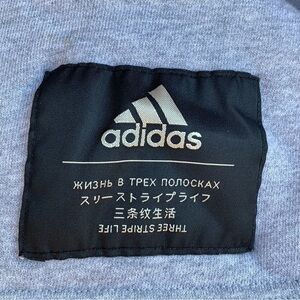 adidas
ЖИЗНЬ В ТРЕХ ПОЛОСКАХ
スリーストライプライフ
三条纹生活
THREE STRIPE LIFE